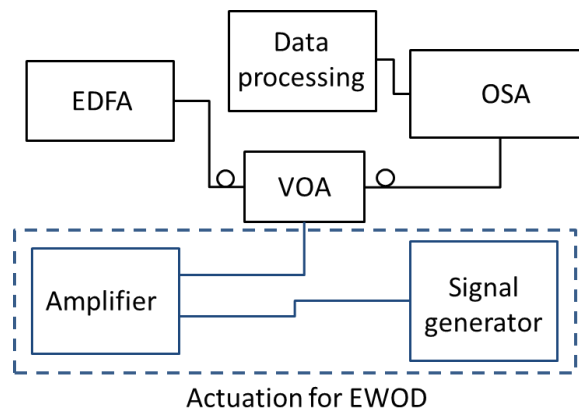 Data
processing
EDFA
OSA
VOA
Amplifier
Signal
generator
Actuation for EWOD